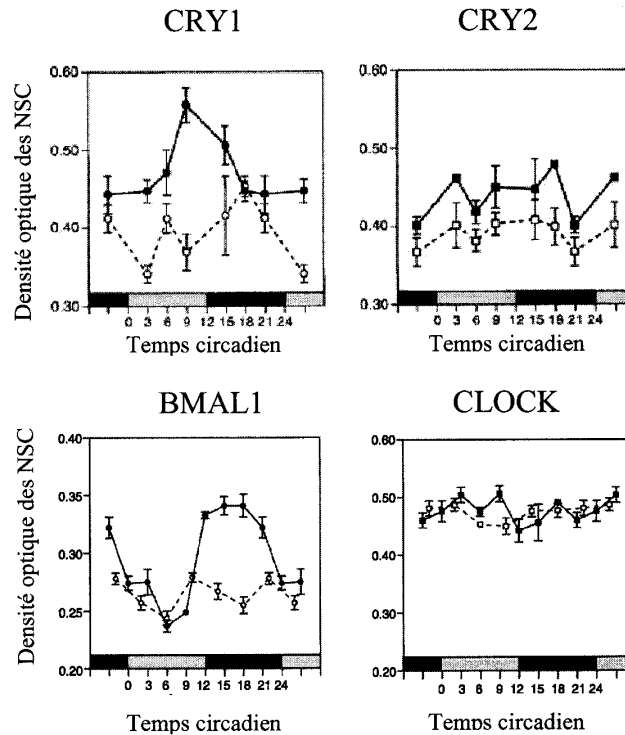 CRY1
CRY2
Densité optique des NSC
0.60
0.50
0.40
0.30
0 3 6 9 12 15 18 21 24
Temps circadien
0.60
0.50
0.40
0.30
0 3 6 9 12 15 18 21 24
Temps circadien
BMAL1
CLOCK
Densité optique des NSC
0.40
0.35
0.30
0.25
0.20
0 3 6 9 12 15 18 21 24
Temps circadien
0.60
0.50
0.40
0.30
0.20
0 3 6 9 12 15 18 21 24
Temps circadien